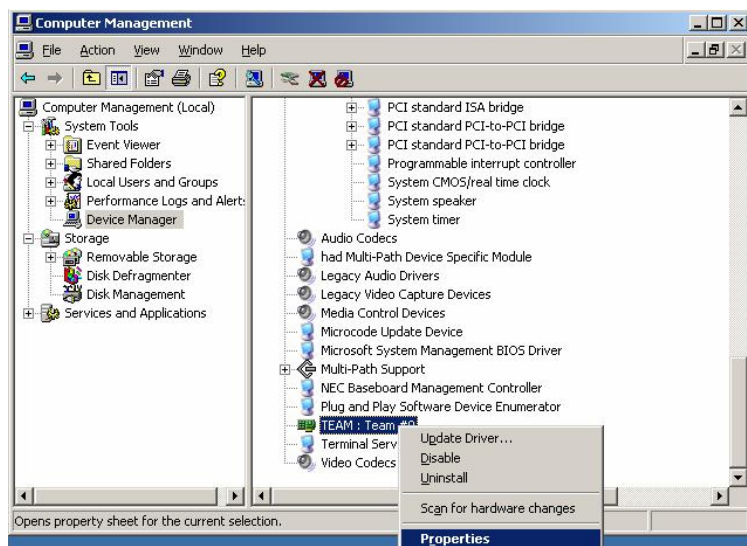 Computer Management
File Action View Window Help
Computer Management (Local)
System Tools
Event Viewer
Shared Folders
Local Users and Groups
Performance Logs and Alert
Device Manager
Storage
Removable Storage
Disk Defragmenter
Disk Management
Services and Applications
PCI standard ISA bridge
PCI standard PCI-to-PCI bridge
PCI standard PCI-to-PCI bridge
Programmable interrupt controller
System CMOS/real time clock
System speaker
System timer
Audio Codecs
had Multi-Path Device Specific Module
Legacy Audio Drivers
Legacy Video Capture Devices
Media Control Devices
Microcode Update Device
Microsoft System Management BIOS Driver
Multi-Path Support
NEC Baseboard Management Controller
Plug and Play Software Device Enumerator
TEAM : Team #0
Terminal Serv
Video Codecs
Update Driver...
Disable
Uninstall
Scan for hardware changes
Properties
Opens property sheet for the current selection.